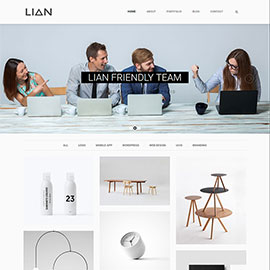 LIAN
HOME ABOUT PORTFOLIO BLOG CONTACT
LIAN FRIENDLY TEAM
ALL LOGO MOBILE APP WORDPRESS WEB DESIGN UI/UX BRANDING
23